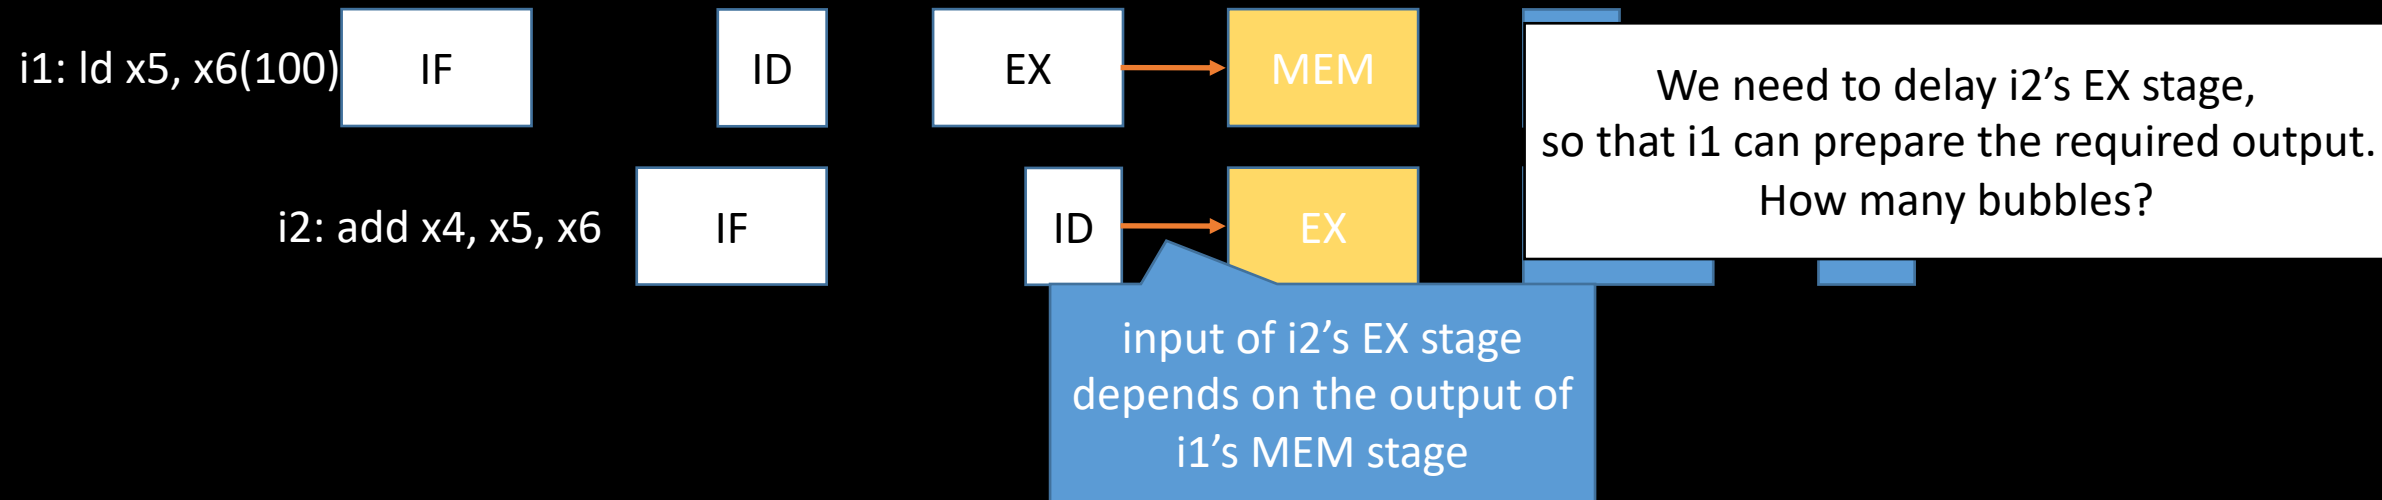 i1: ld x5, x6(100) IF ID EX MEM
We need to delay i2’s EX stage,
so that i1 can prepare the required output.
How many bubbles?
i2: add x4, x5, x6 IF ID EX
input of i2’s EX stage
depends on the output of
i1’s MEM stage